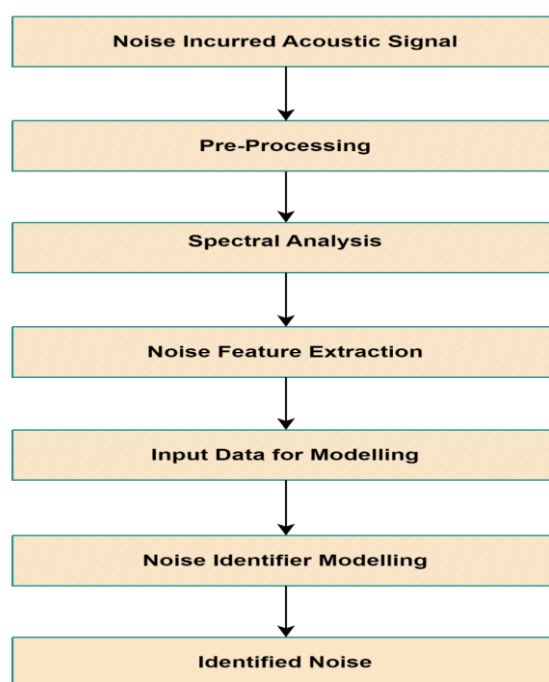 Noise Incurred Acoustic Signal
Pre-Processing
Spectral Analysis
Noise Feature Extraction
Input Data for Modelling
Noise Identifier Modelling
Identified Noise